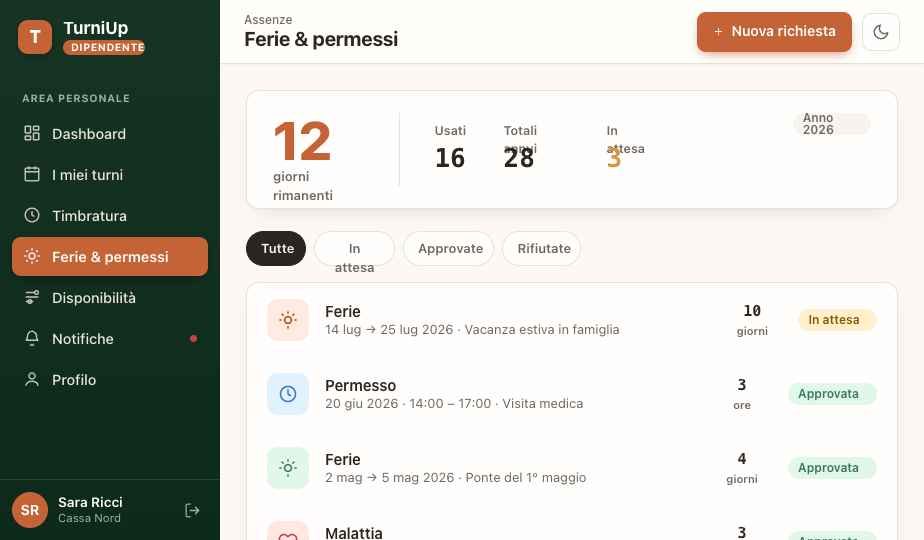 T
TurniUp
DIPENDENTE
AREA PERSONALE
Dashboard
I miei turni
Timbratura
Ferie & permessi
Disponibilità
Notifiche
Profilo
SR
Sara Ricci
Cassa Nord
Assenze
Ferie & permessi
+ Nuova richiesta
12
giorni
rimanenti
Usati
16
Totali
annui
28
In
attesa
3
Anno
2026
Tutte
In
attesa
Approvate
Rifiutate
Ferie
14 lug → 25 lug 2026 · Vacanza estiva in famiglia
10
giorni
In attesa
Permesso
20 giu 2026 · 14:00 – 17:00 · Visita medica
3
ore
Approvata
Ferie
2 mag → 5 mag 2026 · Ponte del 1° maggio
4
giorni
Approvata
Malattia
3
Approvata